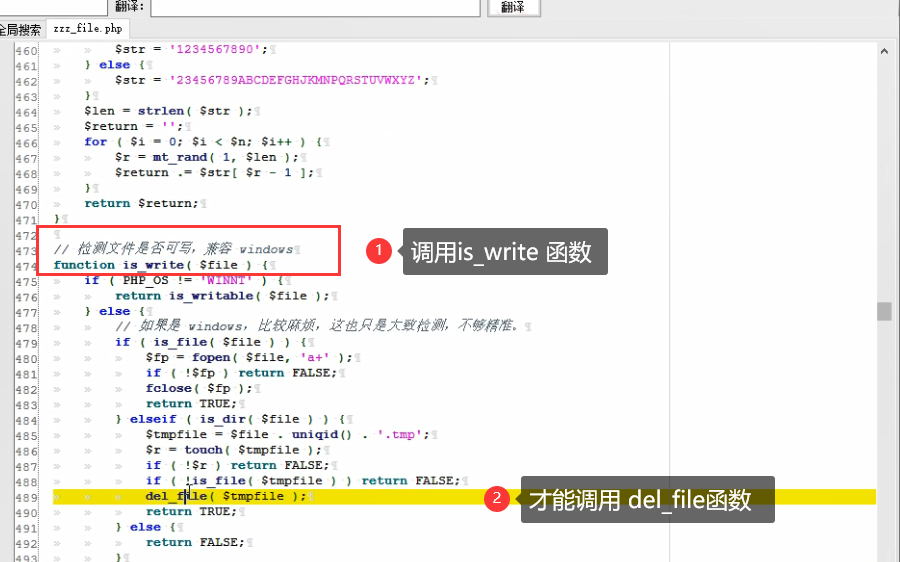 翻译:
翻译
全局搜索 zzz_file.php
460 $str = '1234567890';
461 } else {
462 $str = '23456789ABCDEFGHJKMNPQRSTUVWXYZ';
463 }
464 $len = strlen( $str );
465 $return = '';
466 for ( $i = 0; $i < $n; $i++ ) {
467 $r = mt_rand( 1, $len );
468 $return .= $str[ $r - 1 ];
469 }
470 return $return;
471 }
472
473 // 检测文件是否可写，兼容 windows
474 function is_write( $file ) {
475 if ( PHP_OS != 'WINNT' ) {
476 return is_writable( $file );
477 } else {
478 // 如果是 windows，比较麻烦，这也只是大致检测，不够精准。
479 if ( is_file( $file ) ) {
480 $fp = fopen( $file, 'a+' );
481 if ( !$fp ) return FALSE;
482 fclose( $fp );
483 return TRUE;
484 } elseif ( is_dir( $file ) ) {
485 $tmpfile = $file . uniqid() . '.tmp';
486 $r = touch( $tmpfile );
487 if ( !$r ) return FALSE;
488 if ( !is_file( $tmpfile ) ) return FALSE;
489 del_file( $tmpfile );
490 return TRUE;
491 } else {
492 return FALSE;
493 }
1 调用is_write 函数
2 才能调用 del_file函数